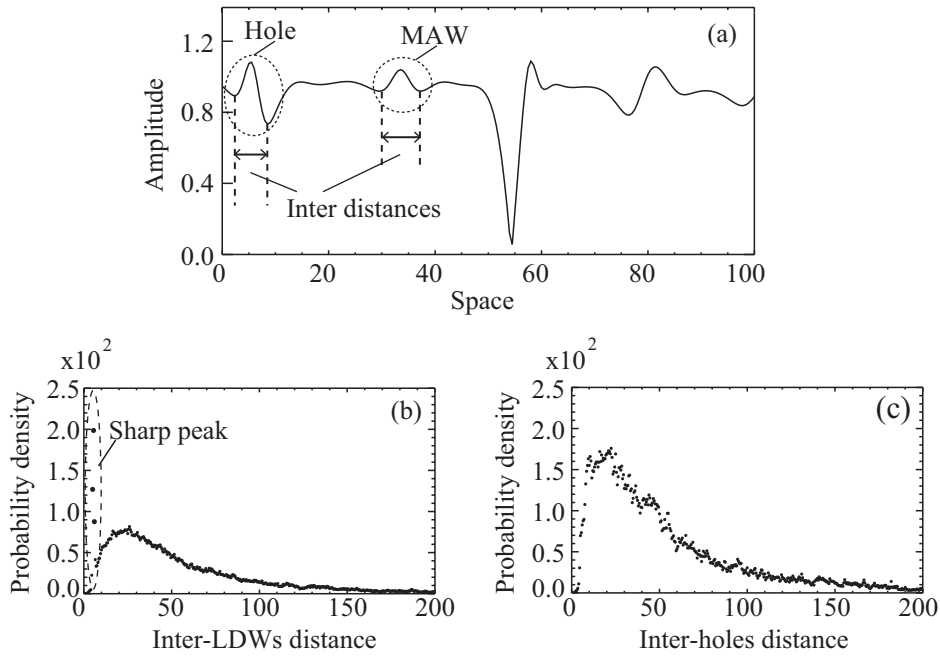 Hole
MAW
(a)
1.2
0.8
0.4
0.0
Amplitude
Inter distances
0
20
40
60
80
100
Space
x10^2
2.5
2.0
1.5
1.0
0.5
0.0
Probability density
(b)
Sharp peak
0
50
100
150
200
Inter-LDWs distance
x10^2
2.5
2.0
1.5
1.0
0.5
0.0
Probability density
(c)
0
50
100
150
200
Inter-holes distance